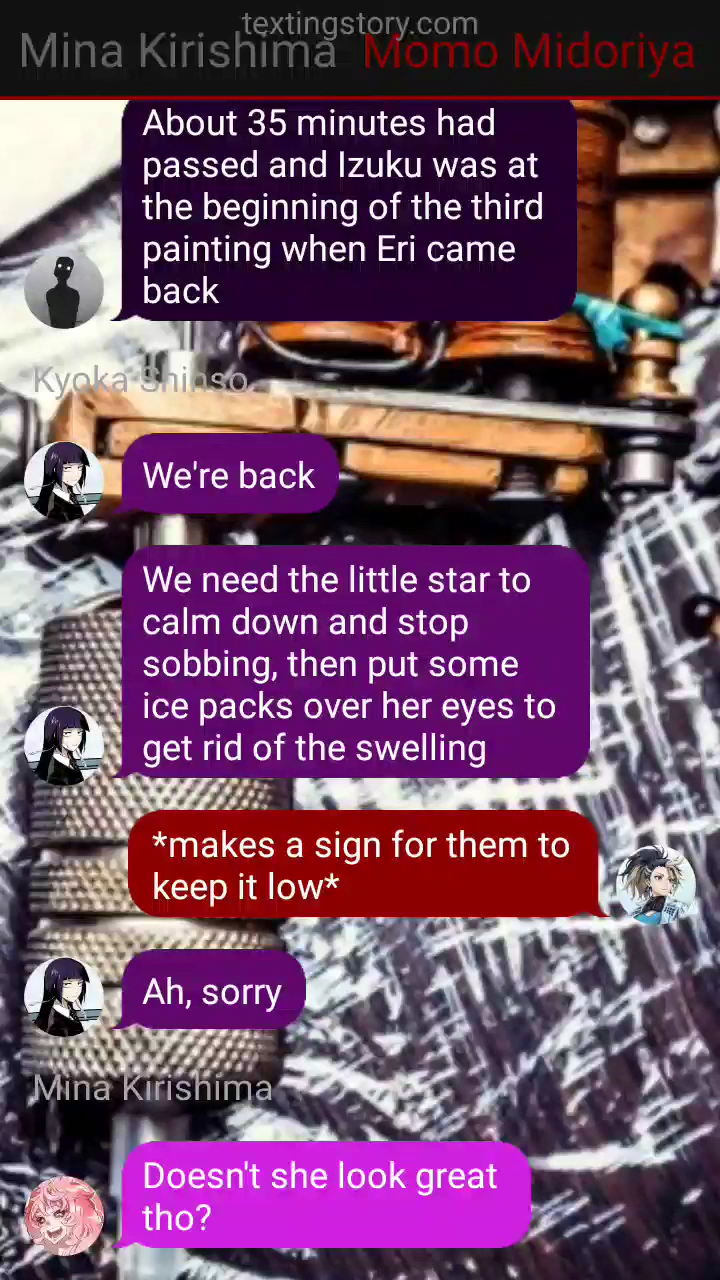 textingstory.com
Mina Kirishima Momo Midoriya
About 35 minutes had
passed and Izuku was at
the beginning of the third
painting when Eri came
back
Kyoka Shinso
We're back
We need the little star to
calm down and stop
sobbing, then put some
ice packs over her eyes to
get rid of the swelling
*makes a sign for them to
keep it low*
Ah, sorry
Mina Kirishima
Doesn't she look great
tho?